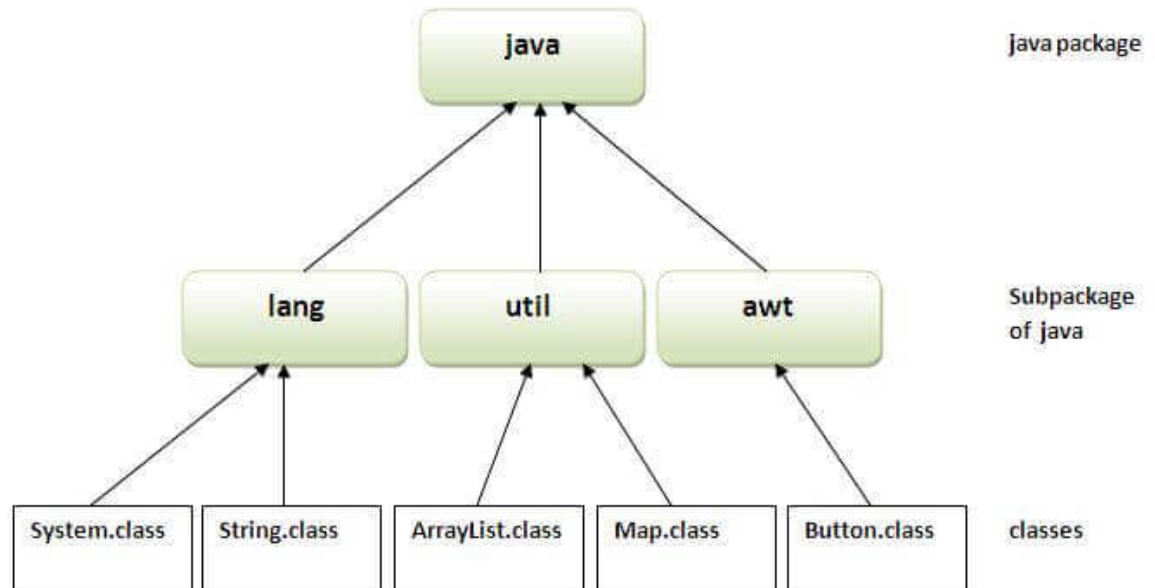 java
java package
lang
util
awt
Subpackage
of java
System.class
String.class
ArrayList.class
Map.class
Button.class
classes